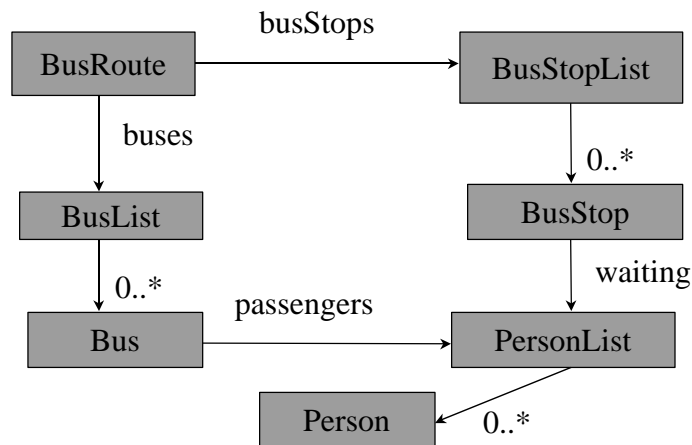 busStops
BusRoute
BusStopList
buses
0..*
BusList
BusStop
waiting
0..*
passengers
Bus
PersonList
Person
0..*